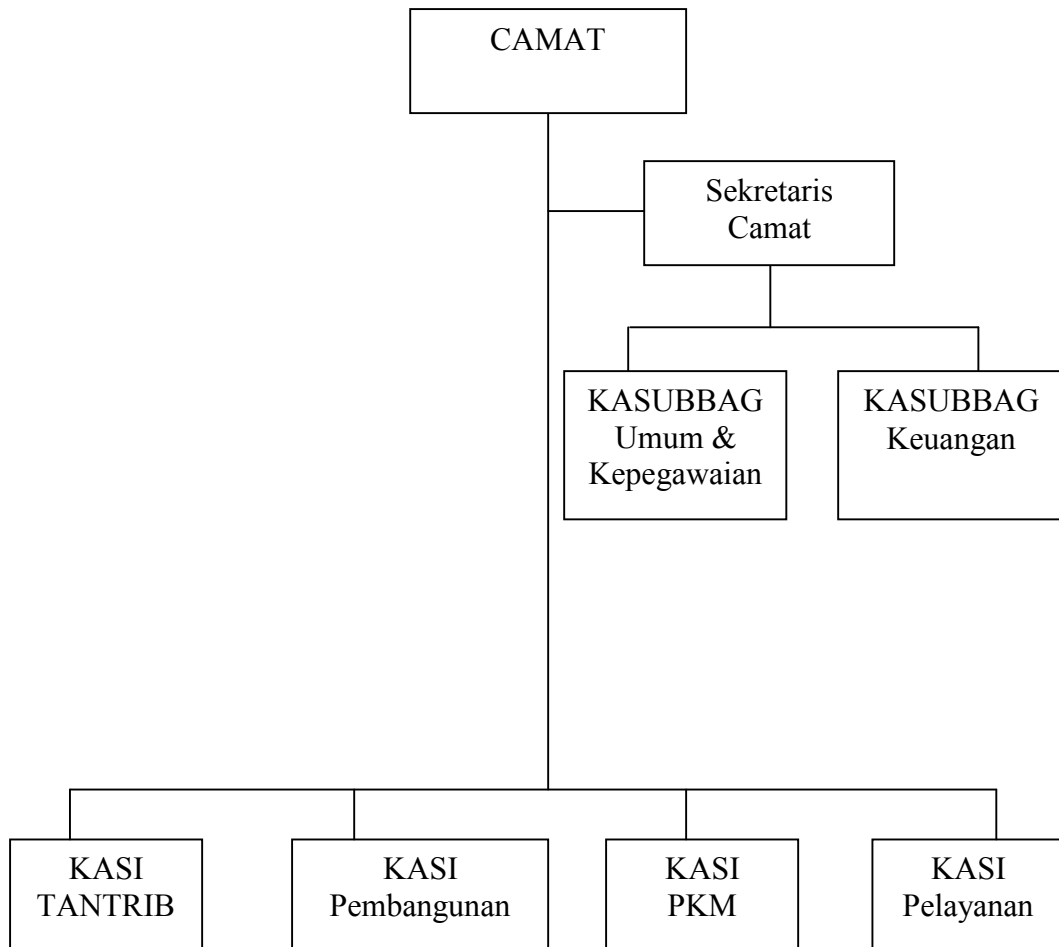 CAMAT
Sekretaris
Camat
KASUBBAG
Umum &
Kepegawaian
KASUBBAG
Keuangan
KASI
TANTRIB
KASI
Pembangunan
KASI
PKM
KASI
Pelayanan